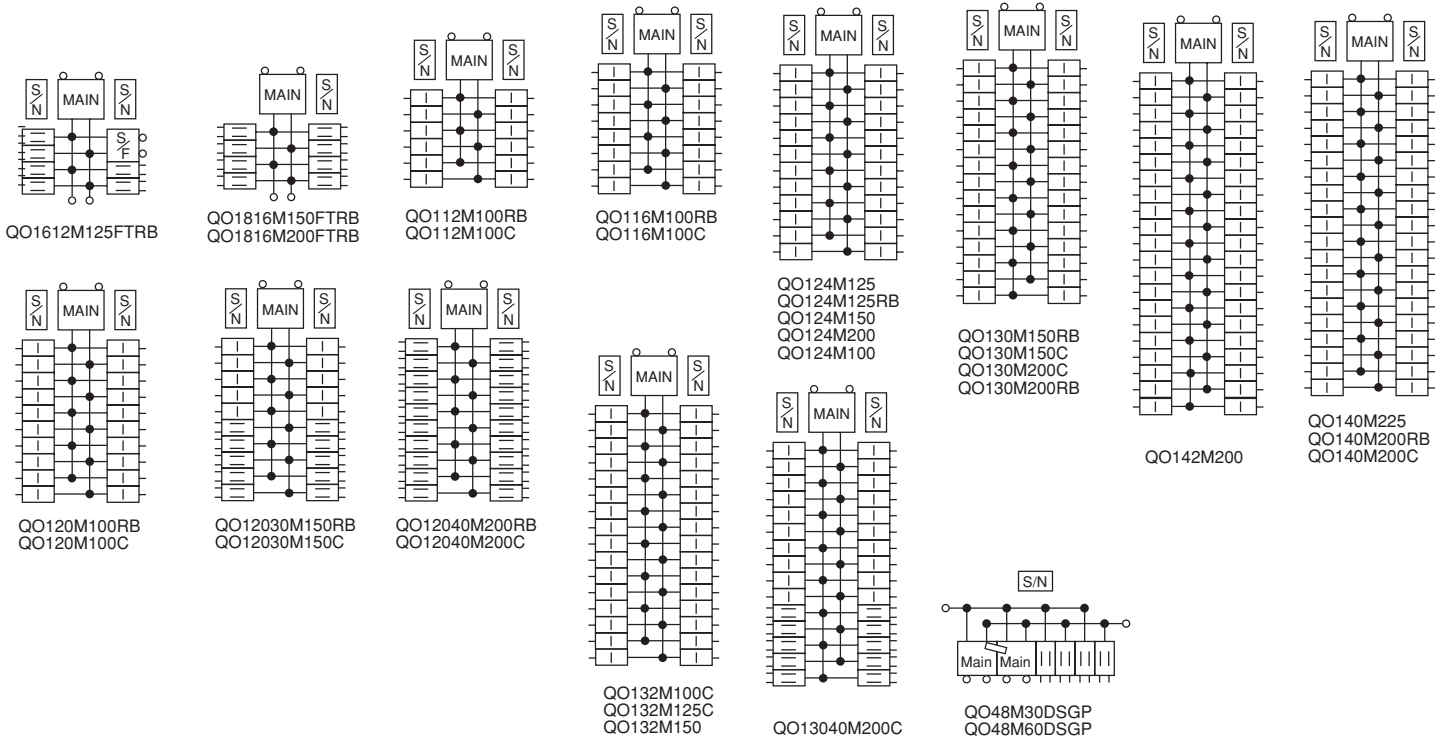 S/N MAIN S/N
S/F
QO1612M125FTRB
MAIN S/N
QO1816M150FTRB
QO1816M200FTRB
S/N MAIN S/N
QO112M100RB
QO112M100C
S/N MAIN S/N
QO116M100RB
QO116M100C
S/N MAIN S/N
QO124M125
QO124M125RB
QO124M150
QO124M200
QO124M100
S/N MAIN S/N
QO130M150RB
QO130M150C
QO130M200C
QO130M200RB
S/N MAIN S/N
QO142M200
S/N MAIN S/N
QO140M225
QO140M200RB
QO140M200C
S/N MAIN S/N
QO120M100RB
QO120M100C
S/N MAIN S/N
QO12030M150RB
QO12030M150C
S/N MAIN S/N
QO12040M200RB
QO12040M200C
S/N MAIN S/N
QO132M100C
QO132M125C
QO132M150
S/N MAIN S/N
QO13040M200C
S/N
Main Main
QO48M30DSGP
QO48M60DSGP